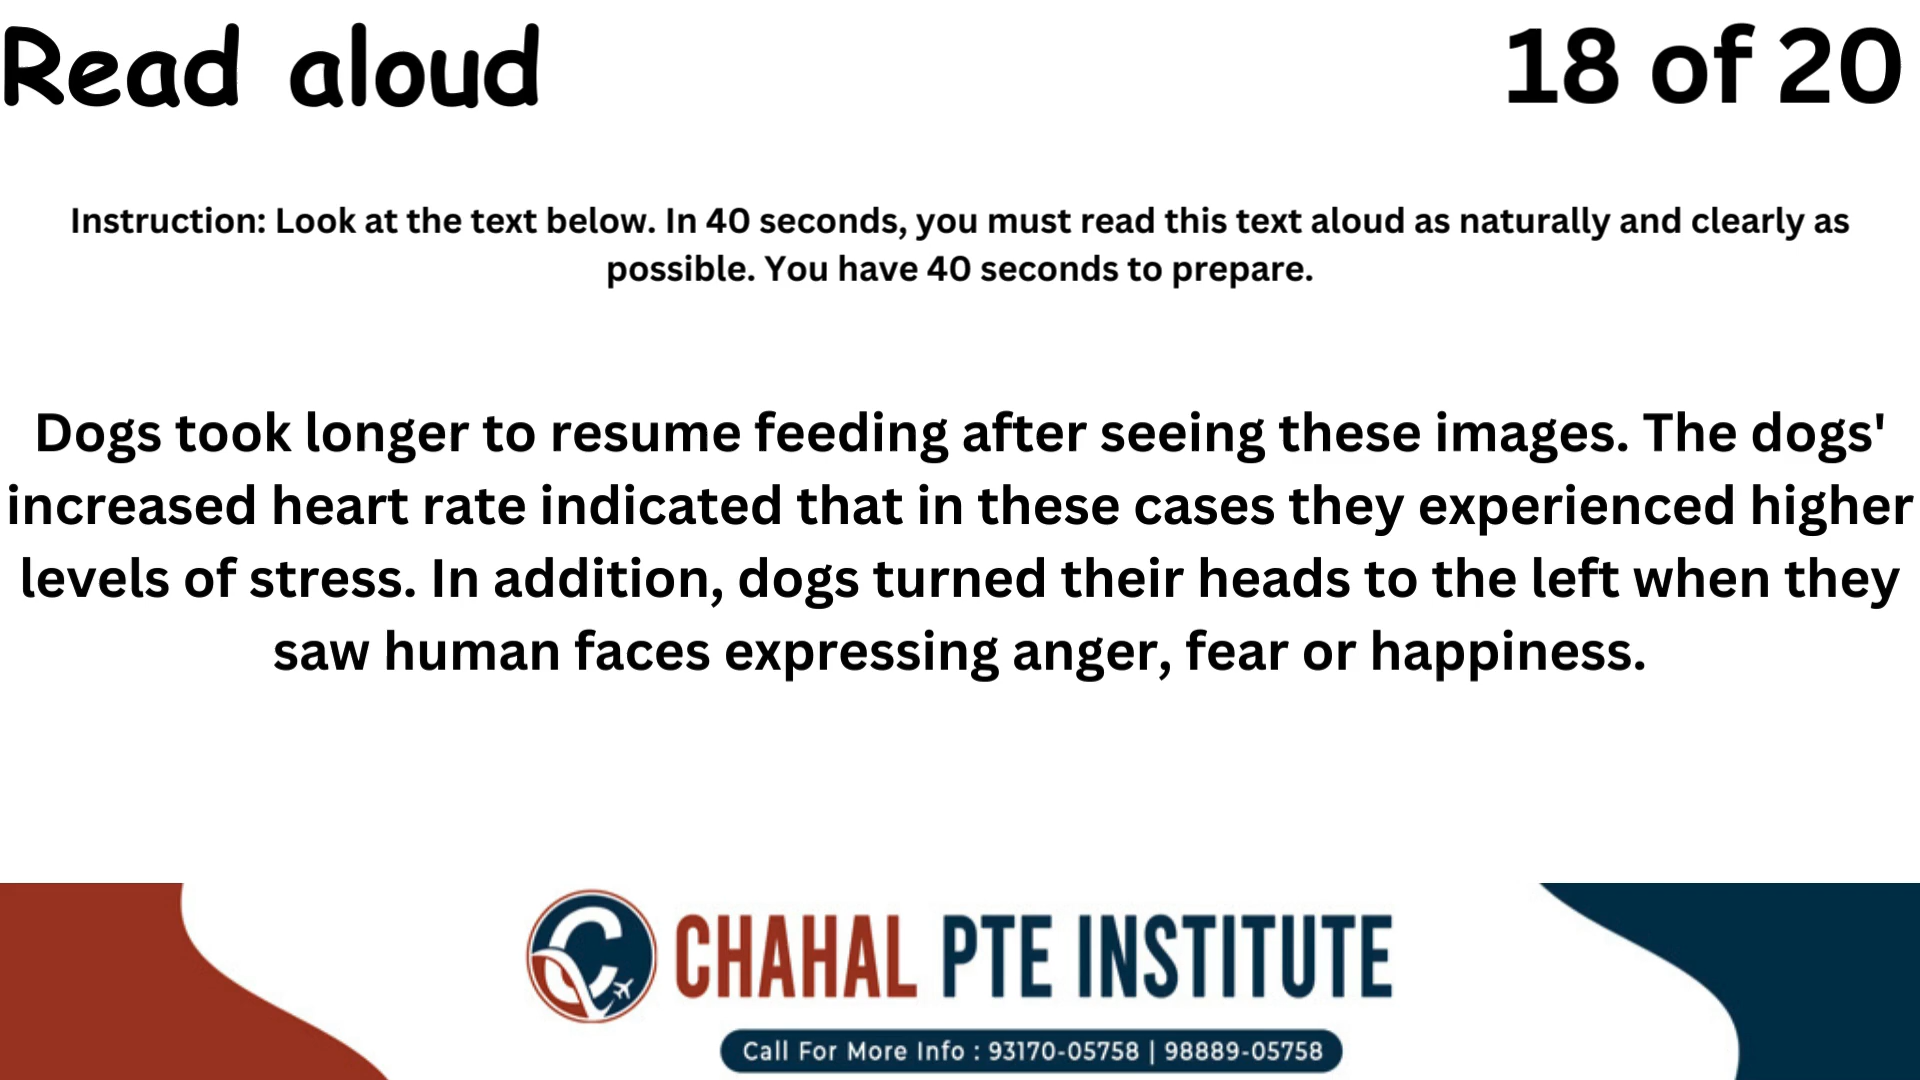 Read aloud
18 of 20
Instruction: Look at the text below. In 40 seconds, you must read this text aloud as naturally and clearly as
possible. You have 40 seconds to prepare.
Dogs took longer to resume feeding after seeing these images. The dogs'
increased heart rate indicated that in these cases they experienced higher
levels of stress. In addition, dogs turned their heads to the left when they
saw human faces expressing anger, fear or happiness.
CHAHAL PTE INSTITUTE
Call For More Info : 93170-05758 | 98889-05758